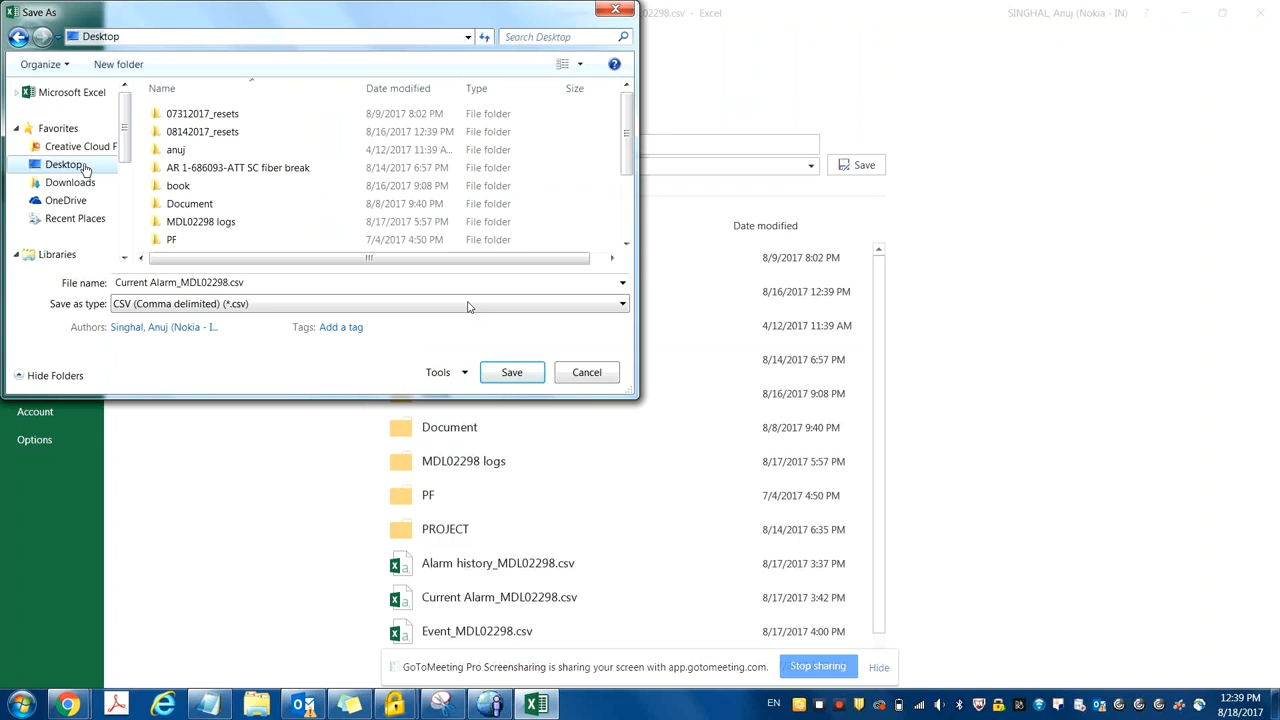 Save As
02298.csv - Excel
SINGHAL, Anuj (Nokia - IN)
Desktop
Search Desktop
Organize
New folder
Name
Date modified
Type
Size
Microsoft Excel
Favorites
Creative Cloud F
Desktop
Downloads
OneDrive
Recent Places
Libraries
07312017_resets 8/9/2017 8:02 PM File folder
08142017_resets 8/16/2017 12:39 PM File folder
anuj 4/12/2017 11:39 A... File folder
AR 1-686093-ATT SC fiber break 8/14/2017 6:57 PM File folder
book 8/16/2017 9:08 PM File folder
Document 8/8/2017 9:40 PM File folder
MDL02298 logs 8/17/2017 5:57 PM File folder
PF 7/4/2017 4:50 PM File folder
File name: Current Alarm_MDL02298.csv
Save as type: CSV (Comma delimited) (*.csv)
Authors: Singhal, Anuj (Nokia - I...
Tags: Add a tag
Hide Folders
Tools
Save
Cancel
Save
Date modified
8/9/2017 8:02 PM
8/16/2017 12:39 PM
4/12/2017 11:39 AM
8/14/2017 6:57 PM
8/16/2017 9:08 PM
Account
Options
Document 8/8/2017 9:40 PM
MDL02298 logs 8/17/2017 5:57 PM
PF 7/4/2017 4:50 PM
PROJECT 8/14/2017 6:35 PM
Alarm history_MDL02298.csv 8/17/2017 3:37 PM
Current Alarm_MDL02298.csv 8/17/2017 3:42 PM
Event_MDL02298.csv 8/17/2017 4:00 PM
GoToMeeting Pro Screensharing is sharing your screen with app.gotomeeting.com.
Stop sharing
Hide
EN
12:39 PM
8/18/2017